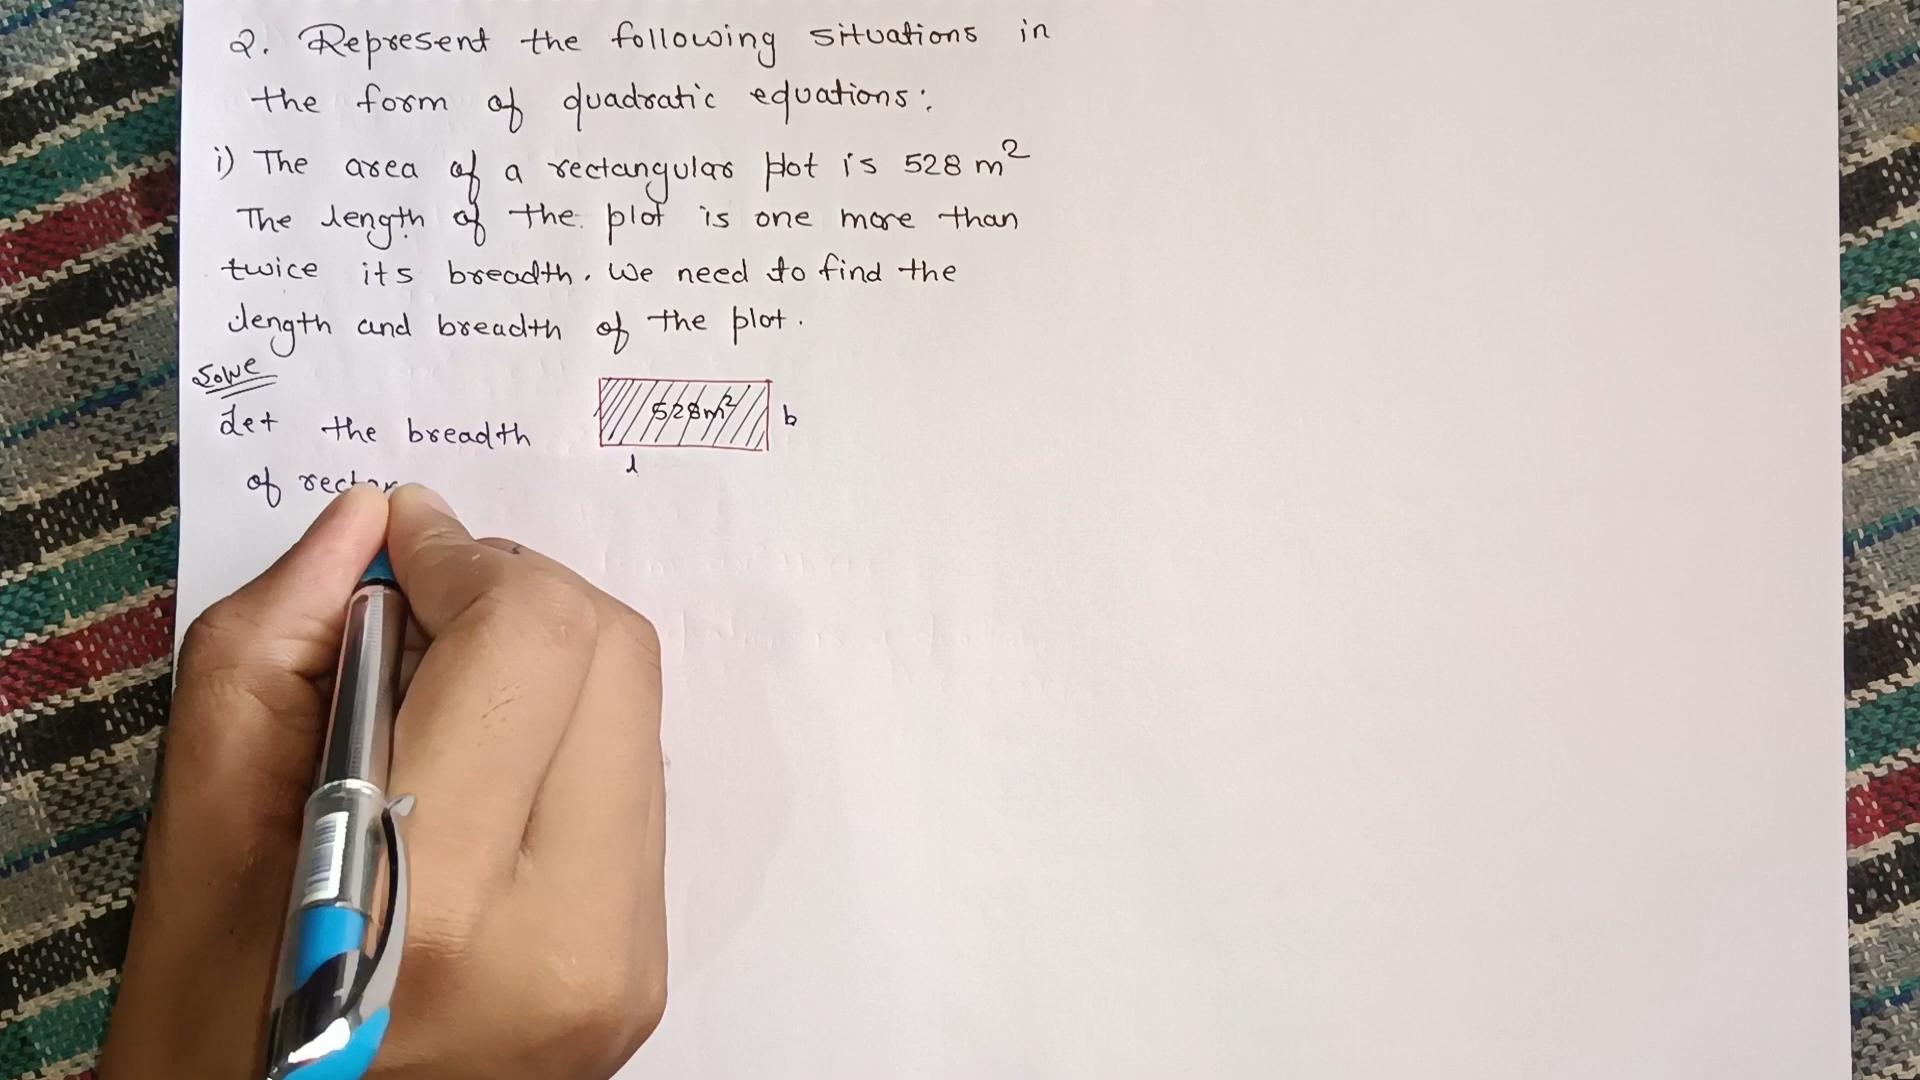 2. Represent the following situations in
the form of quadratic equations:
i) The area of a rectangular plot is 528 m²
The length of the plot is one more than
twice its breadth. We need to find the
length and breadth of the plot.
Solve
Let the breadth
528m²
b
l
of